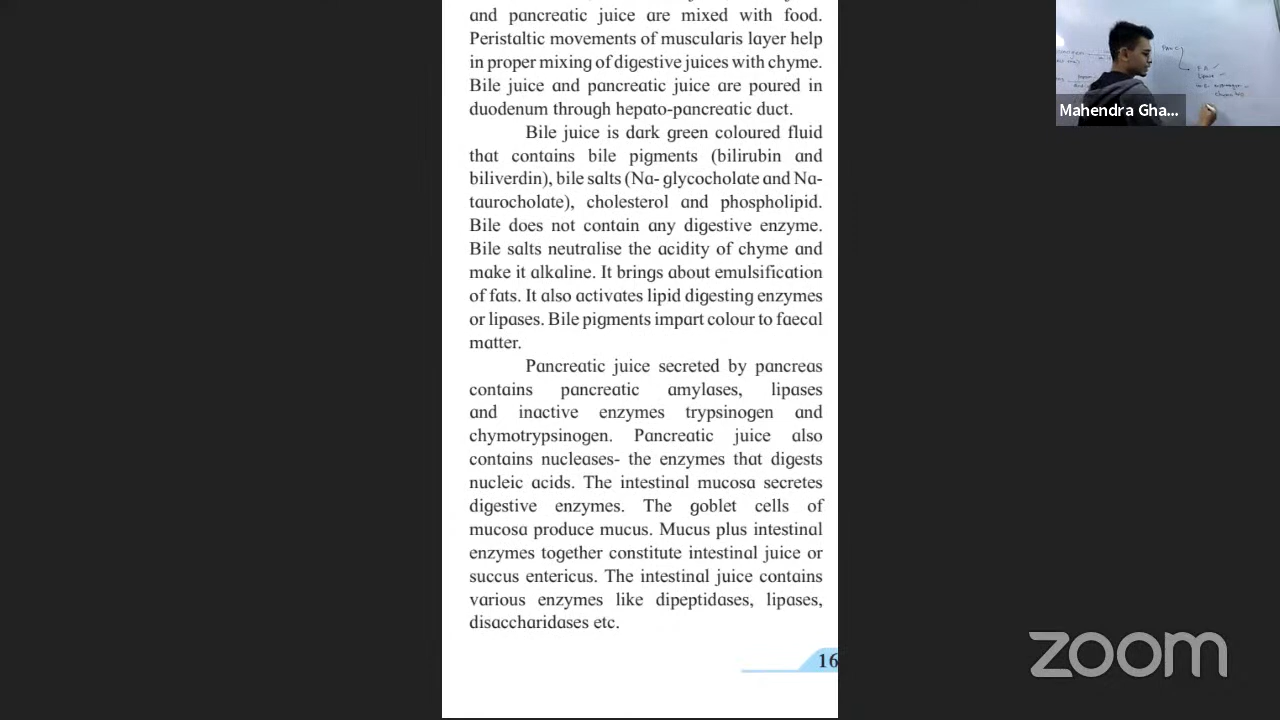 and pancreatic juice are mixed with food.
Peristaltic movements of muscularis layer help
in proper mixing of digestive juices with chyme.
Bile juice and pancreatic juice are poured in
duodenum through hepato-pancreatic duct.
Bile juice is dark green coloured fluid
that contains bile pigments (bilirubin and
biliverdin), bile salts (Na- glycocholate and Na-
taurocholate), cholesterol and phospholipid.
Bile does not contain any digestive enzyme.
Bile salts neutralise the acidity of chyme and
make it alkaline. It brings about emulsification
of fats. It also activates lipid digesting enzymes
or lipases. Bile pigments impart colour to faecal
matter.
Pancreatic juice secreted by pancreas
contains pancreatic amylases, lipases
and inactive enzymes trypsinogen and
chymotrypsinogen. Pancreatic juice also
contains nucleases- the enzymes that digests
nucleic acids. The intestinal mucosa secretes
digestive enzymes. The goblet cells of
mucosa produce mucus. Mucus plus intestinal
enzymes together constitute intestinal juice or
succus entericus. The intestinal juice contains
various enzymes like dipeptidases, lipases,
disaccharidases etc.
16
Mahendra Gha...
zoom